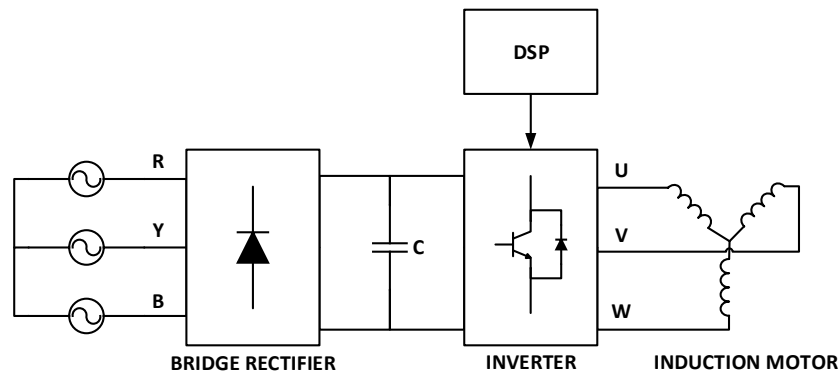 DSP
R
Y
B
C
U
V
W
BRIDGE RECTIFIER
INVERTER
INDUCTION MOTOR